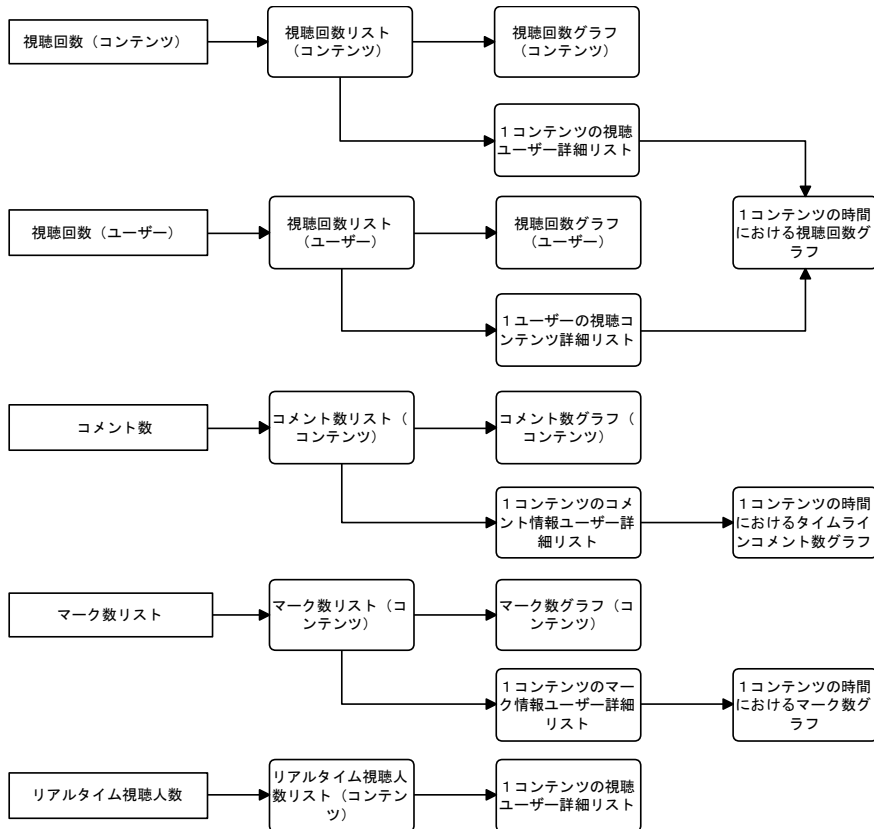 視聴回数（コンテンツ）
視聴回数リスト
（コンテンツ）
視聴回数グラフ
（コンテンツ）
１コンテンツの視聴
ユーザー詳細リスト
視聴回数（ユーザー）
視聴回数リスト
（ユーザー）
視聴回数グラフ
（ユーザー）
１コンテンツの時間
における視聴回数グ
ラフ
１ユーザーの視聴コ
ンテンツ詳細リスト
コメント数
コメント数リスト（
コンテンツ）
コメント数グラフ（
コンテンツ）
１コンテンツのコメ
ント情報ユーザー詳
細リスト
１コンテンツの時間
におけるタイムライ
ンコメント数グラフ
マーク数リスト
マーク数リスト（コ
ンテンツ）
マーク数グラフ（コ
ンテンツ）
１コンテンツのマー
ク情報ユーザー詳細
リスト
１コンテンツの時間
におけるマーク数グ
ラフ
リアルタイム視聴人数
リアルタイム視聴人
数リスト（コンテン
ツ）
１コンテンツの視聴
ユーザー詳細リスト